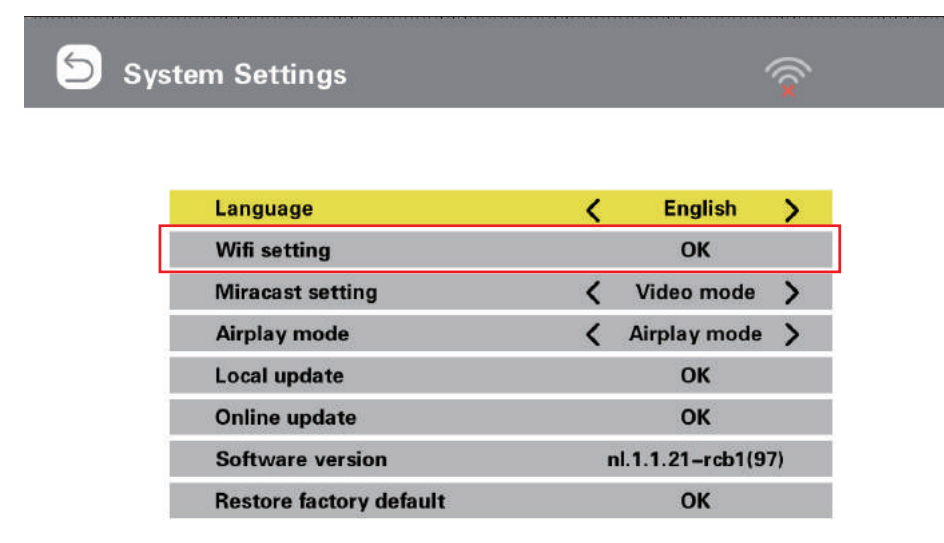 System Settings
Language < English >
Wifi setting OK
Miracast setting < Video mode >
Airplay mode < Airplay mode >
Local update OK
Online update OK
Software version nl.1.1.21-rcb1(97)
Restore factory default OK